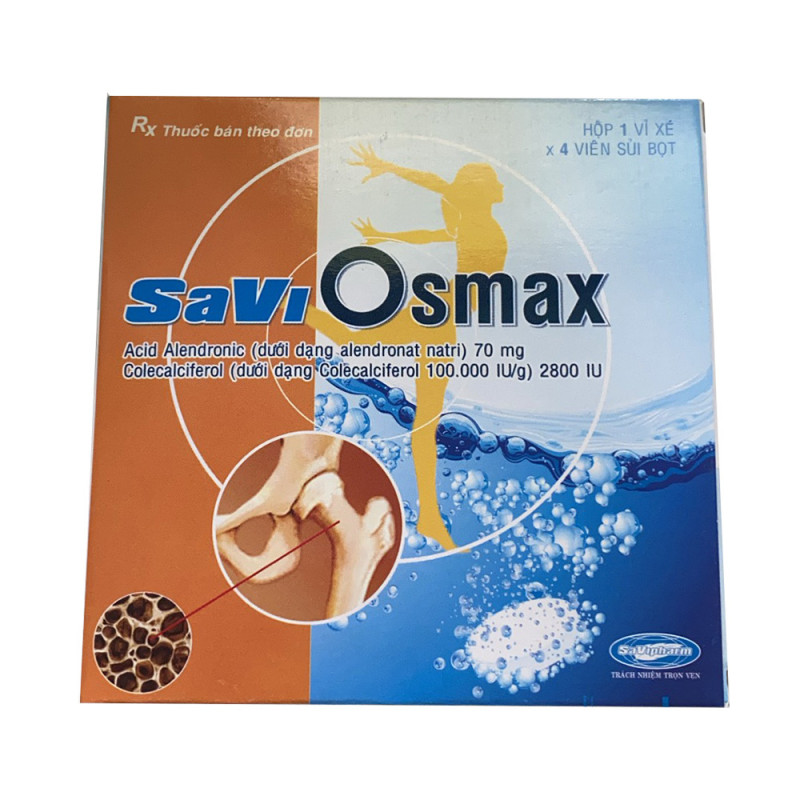 Rx Thuốc bán theo đơn
HỘP 1 VỈ XÉ
x 4 VIÊN SỦI BỌT
SaVi Osmax
Acid Alendronic (dưới dạng alendronat natri) 70 mg
Colecalciferol (dưới dạng Colecalciferol 100.000 IU/g) 2800 IU
SaVipharm
TRÁCH NHIỆM TRỌN VẸN